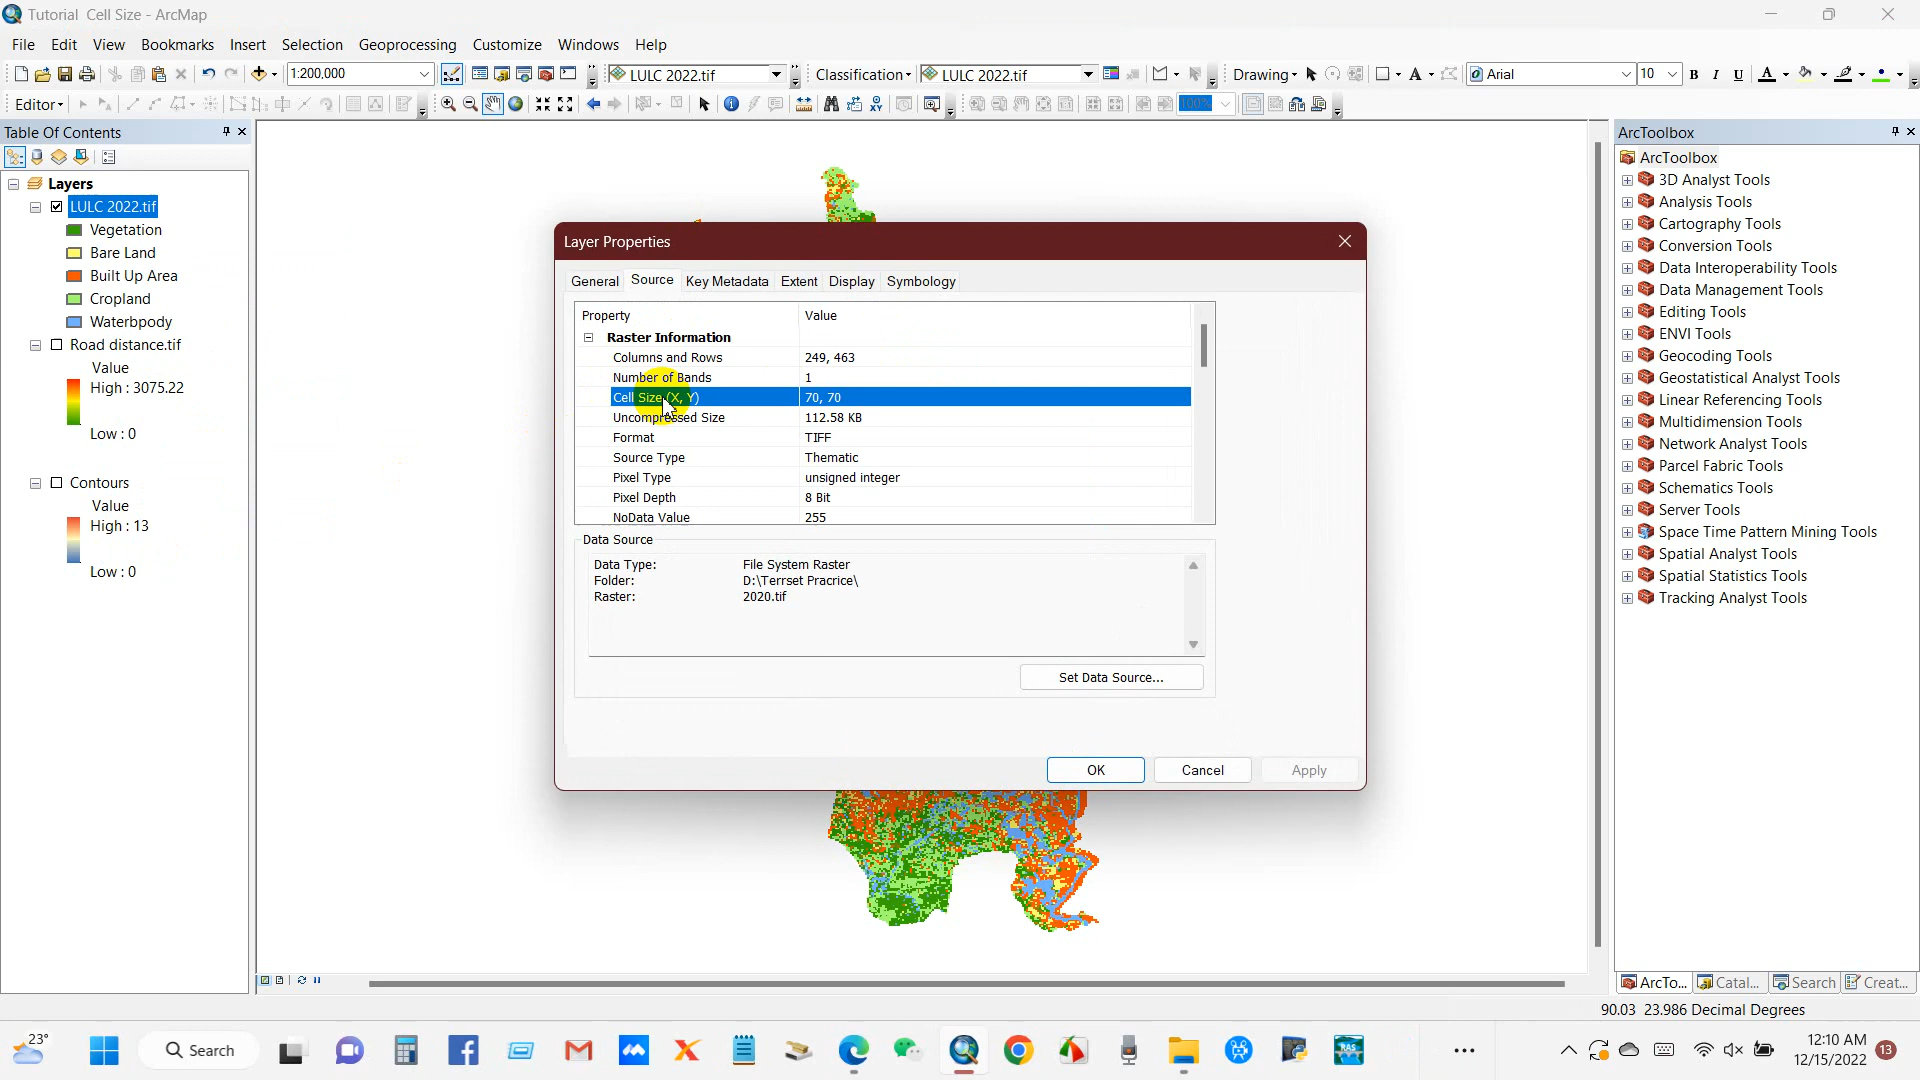 Tutorial Cell Size - ArcMap
File Edit View Bookmarks Insert Selection Geoprocessing Customize Windows Help
1:200,000 LULC 2022.tif Classification LULC 2022.tif Drawing Arial 10 B I U A
Editor 100%
Table Of Contents
Layers
LULC 2022.tif
Vegetation
Bare Land
Built Up Area
Cropland
Waterbpody
Road distance.tif
Value
High : 3075.22
Low : 0
Contours
Value
High : 13
Low : 0
Layer Properties
General Source Key Metadata Extent Display Symbology
Property Value
Raster Information
Columns and Rows 249, 463
Number of Bands 1
Cell Size (X, Y) 70, 70
Uncompressed Size 112.58 KB
Format TIFF
Source Type Thematic
Pixel Type unsigned integer
Pixel Depth 8 Bit
NoData Value 255
Data Source
Data Type: File System Raster
Folder: D:\Terrset Pracrice\
Raster: 2020.tif
Set Data Source...
OK Cancel Apply
ArcToolbox
ArcToolbox
3D Analyst Tools
Analysis Tools
Cartography Tools
Conversion Tools
Data Interoperability Tools
Data Management Tools
Editing Tools
ENVI Tools
Geocoding Tools
Geostatistical Analyst Tools
Linear Referencing Tools
Multidimension Tools
Network Analyst Tools
Parcel Fabric Tools
Schematics Tools
Server Tools
Space Time Pattern Mining Tools
Spatial Analyst Tools
Spatial Statistics Tools
Tracking Analyst Tools
ArcTo... Catal... Search Creat...
90.03 23.986 Decimal Degrees
23°
Search
RAS
12:10 AM
12/15/2022
13